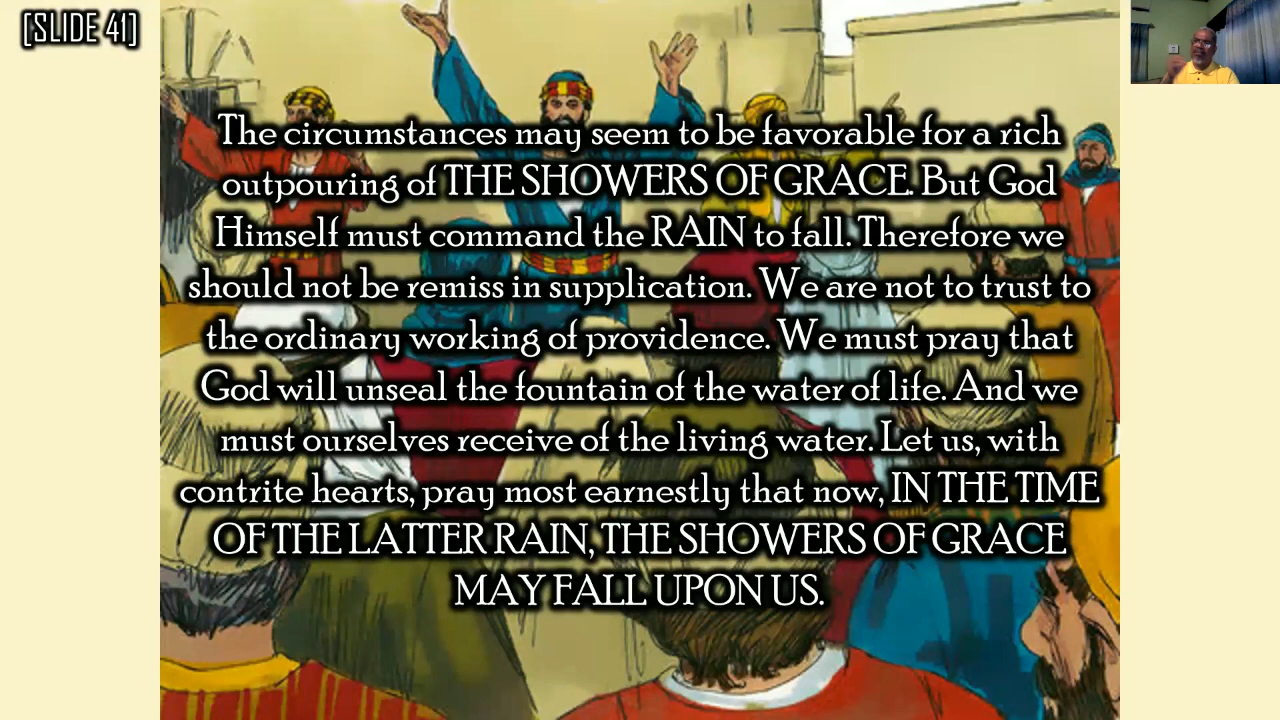 [SLIDE 41]
The circumstances may seem to be favorable for a rich
outpouring of THE SHOWERS OF GRACE. But God
Himself must command the RAIN to fall. Therefore we
should not be remiss in supplication. We are not to trust to
the ordinary working of providence. We must pray that
God will unseal the fountain of the water of life. And we
must ourselves receive of the living water. Let us, with
contrite hearts, pray most earnestly that now, IN THE TIME
OF THE LATTER RAIN, THE SHOWERS OF GRACE
MAY FALL UPON US.